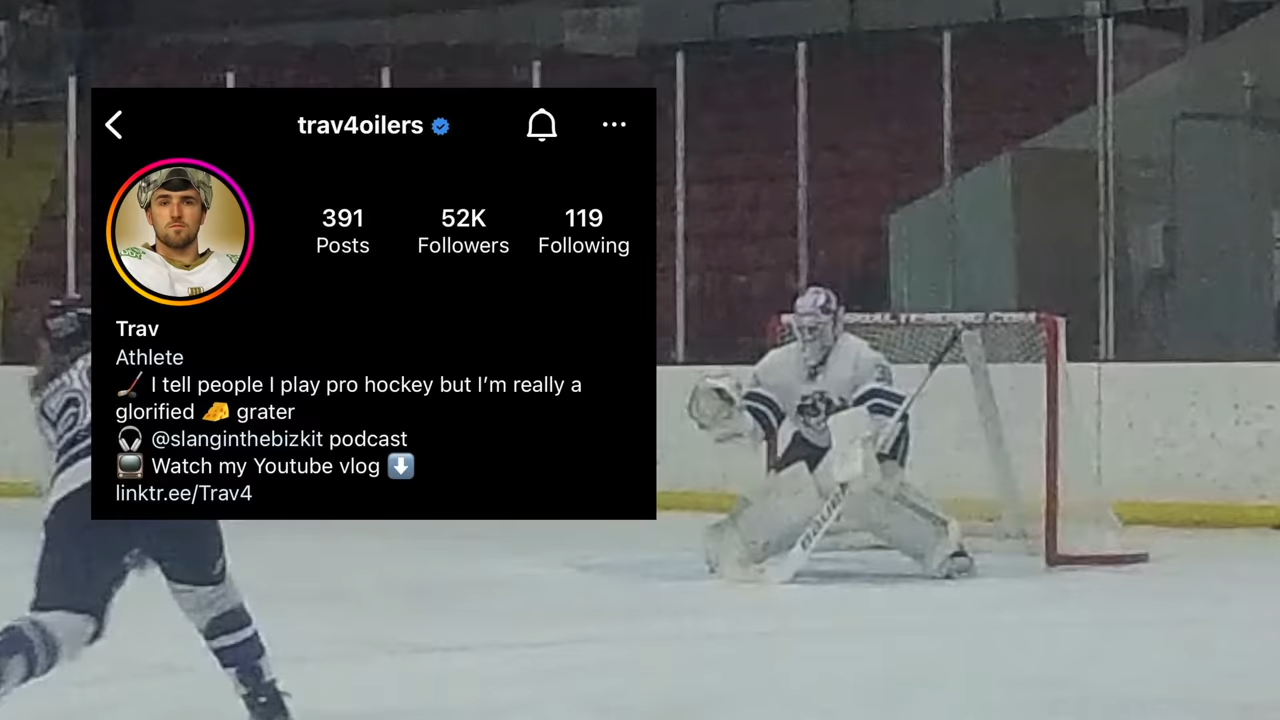 trav4oilers
391 52K 119
Posts Followers Following
Trav
Athlete
🏒 I tell people I play pro hockey but I’m really a
glorified 🧀 grater
🎧 @slanginthebizkit podcast
📺 Watch my Youtube vlog ⬇️
linktr.ee/Trav4